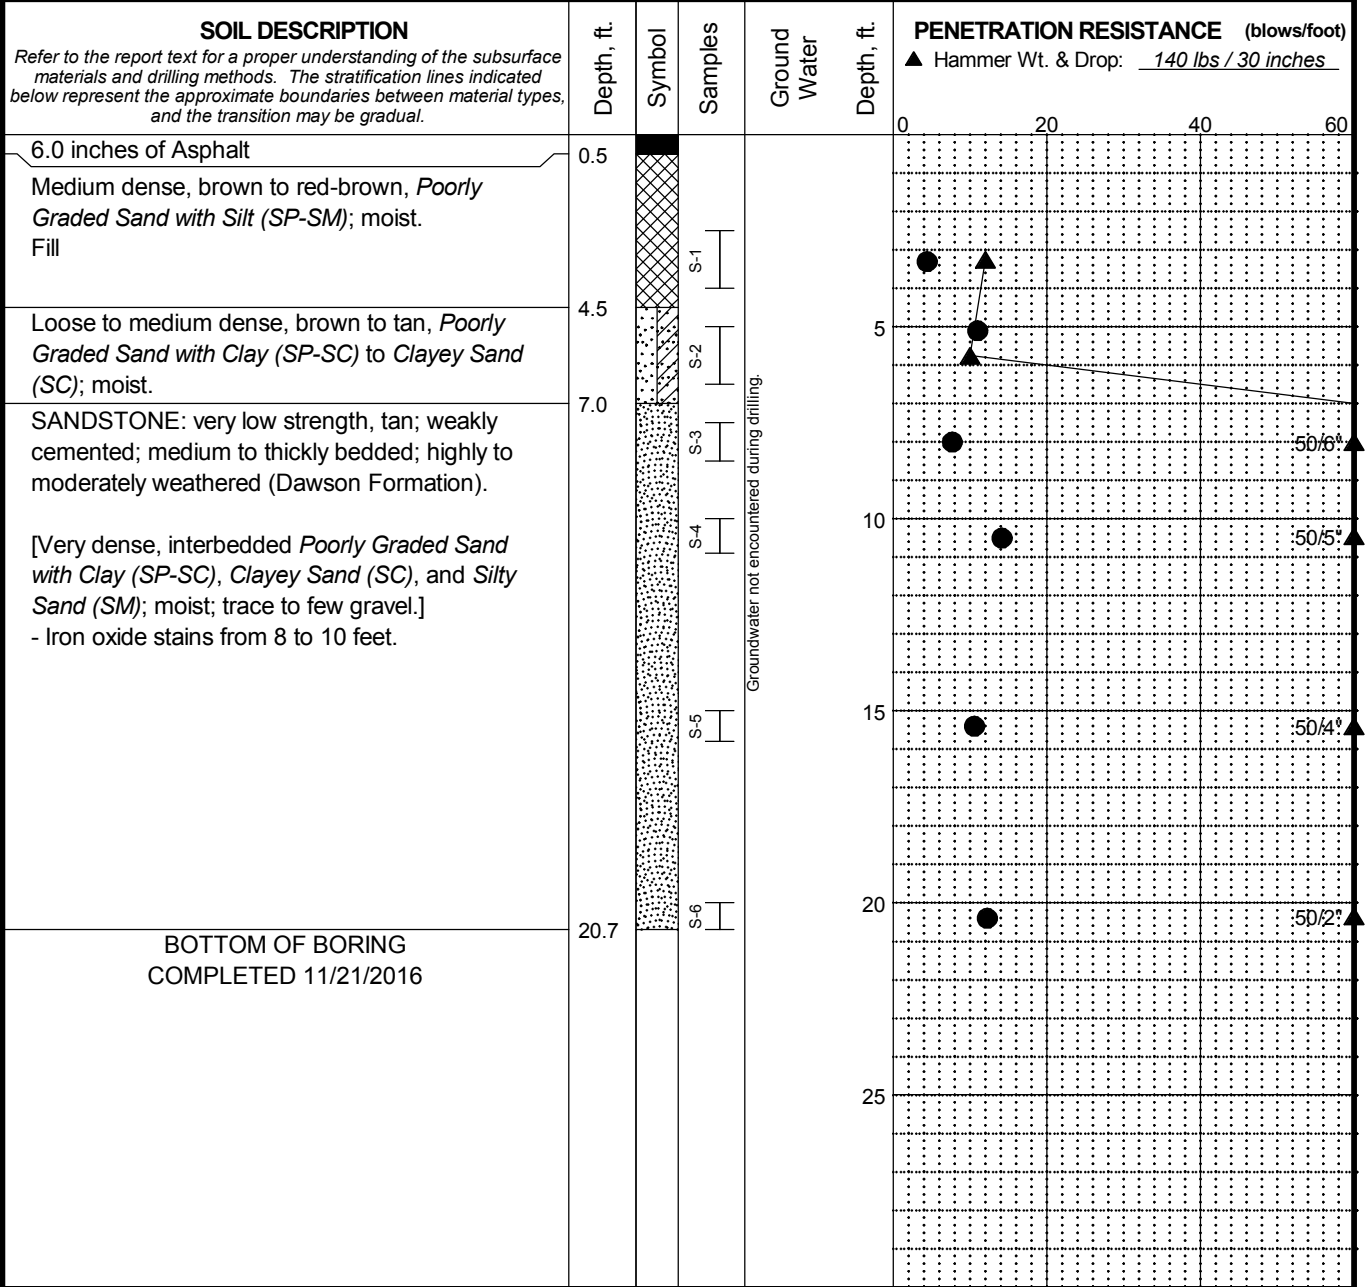 SOIL DESCRIPTION
Refer to the report text for a proper understanding of the subsurface
materials and drilling methods. The stratification lines indicated
below represent the approximate boundaries between material types,
and the transition may be gradual.
Depth, ft.
Symbol
Samples
Ground
Water
Depth, ft.
PENETRATION RESISTANCE (blows/foot)
▲ Hammer Wt. & Drop: 140 lbs / 30 inches
0 20 40 60
6.0 inches of Asphalt
0.5
Medium dense, brown to red-brown, Poorly
Graded Sand with Silt (SP-SM); moist.
Fill
S-1
4.5
Loose to medium dense, brown to tan, Poorly
Graded Sand with Clay (SP-SC) to Clayey Sand
(SC); moist.
S-2
5
7.0
SANDSTONE: very low strength, tan; weakly
cemented; medium to thickly bedded; highly to
moderately weathered (Dawson Formation).
S-3
50/6"
[Very dense, interbedded Poorly Graded Sand
with Clay (SP-SC), Clayey Sand (SC), and Silty
Sand (SM); moist; trace to few gravel.]
- Iron oxide stains from 8 to 10 feet.
S-4
Groundwater not encountered during drilling.
10
50/5"
S-5
15
50/4"
S-6
20
50/2"
20.7
BOTTOM OF BORING
COMPLETED 11/21/2016
25